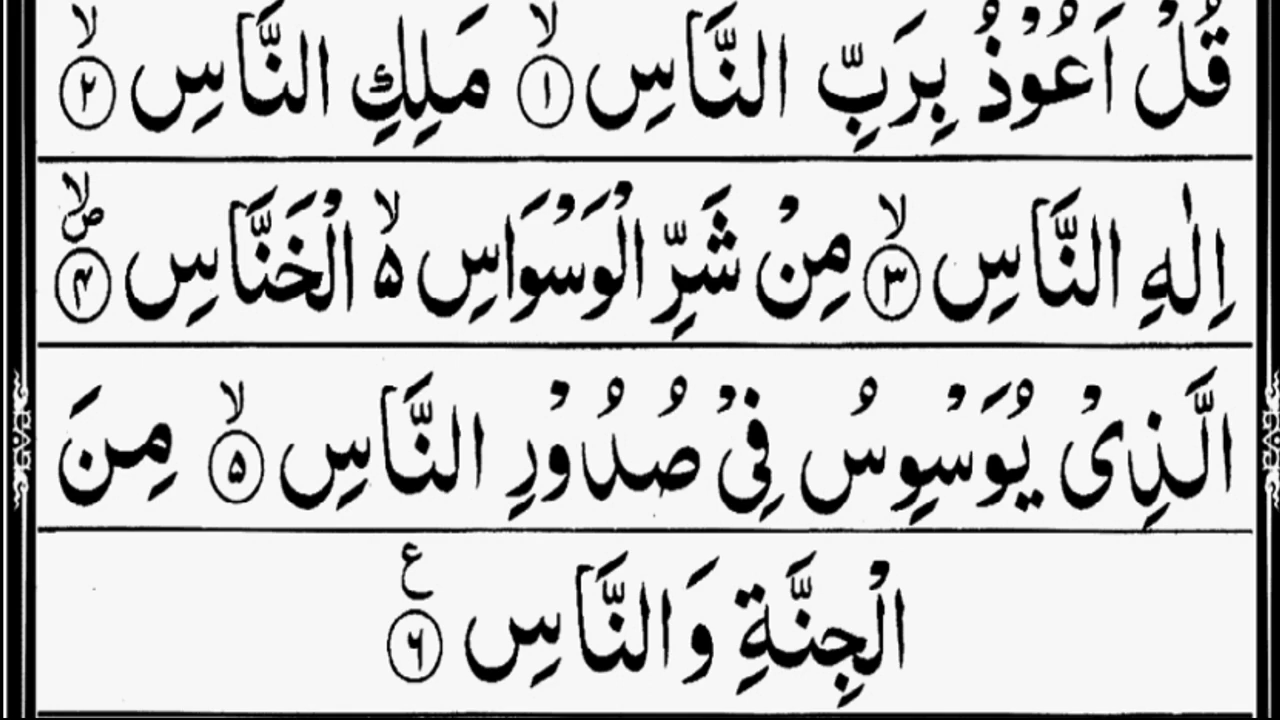 قُلْ اَعُوْذُ بِرَبِّ النَّاسِ ۙ‏﴿۱﴾ مَلِكِ النَّاسِ ۙ‏﴿۲﴾
اِلٰهِ النَّاسِ ۙ‏﴿۳﴾ مِنْ شَرِّ الْوَسْوَاسِ ۵ۙ الْخَنَّاسِ ۪ۙ‏﴿۴﴾
الَّذِىْ يُوَسْوِسُ فِىْ صُدُوْرِ النَّاسِ ۙ‏﴿۵﴾ مِنَ
الْجِنَّةِ وَالنَّاسِ ع﴿۶﴾